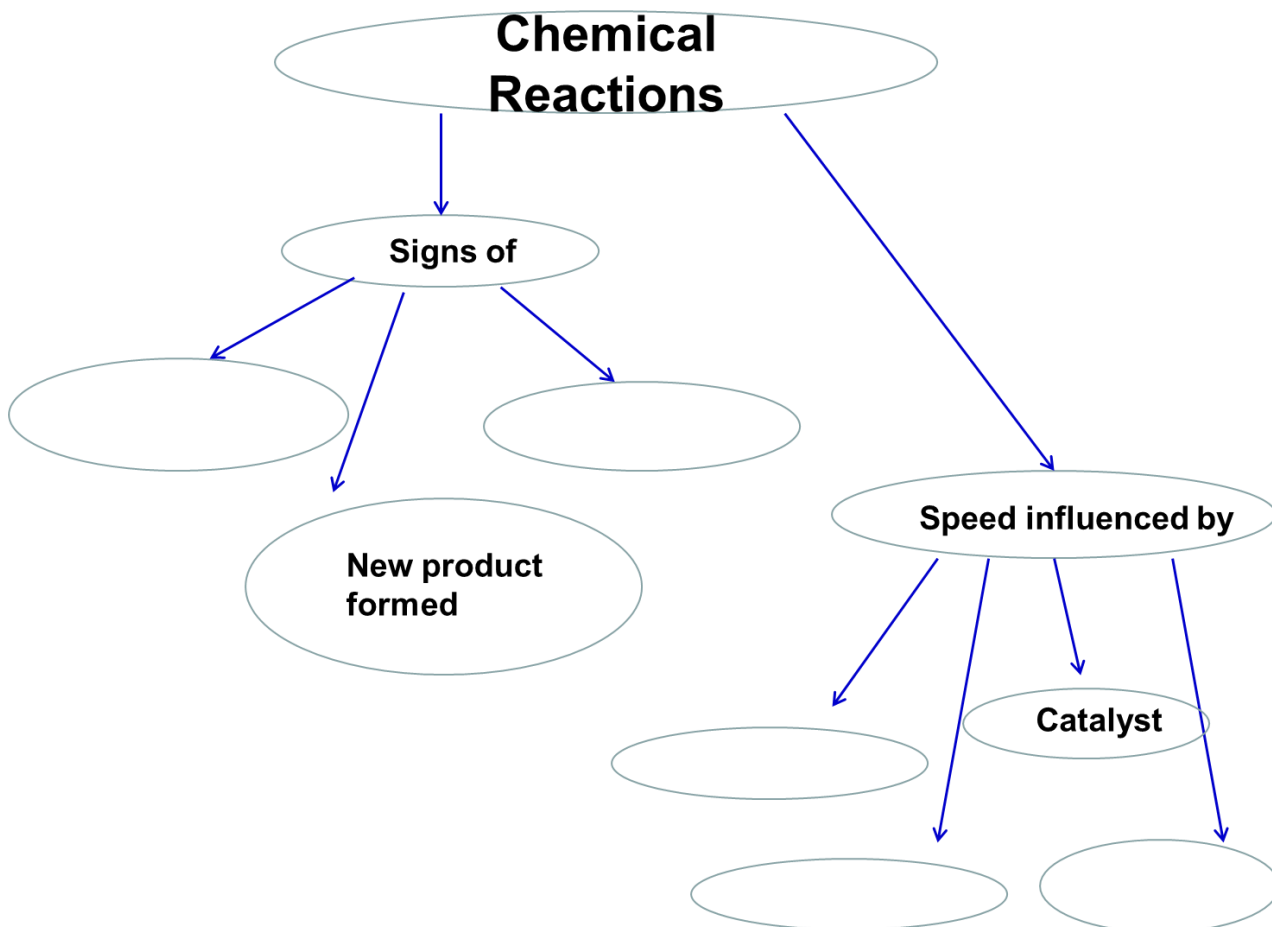 Chemical
Reactions
Signs of
Speed influenced by
New product
formed
Catalyst